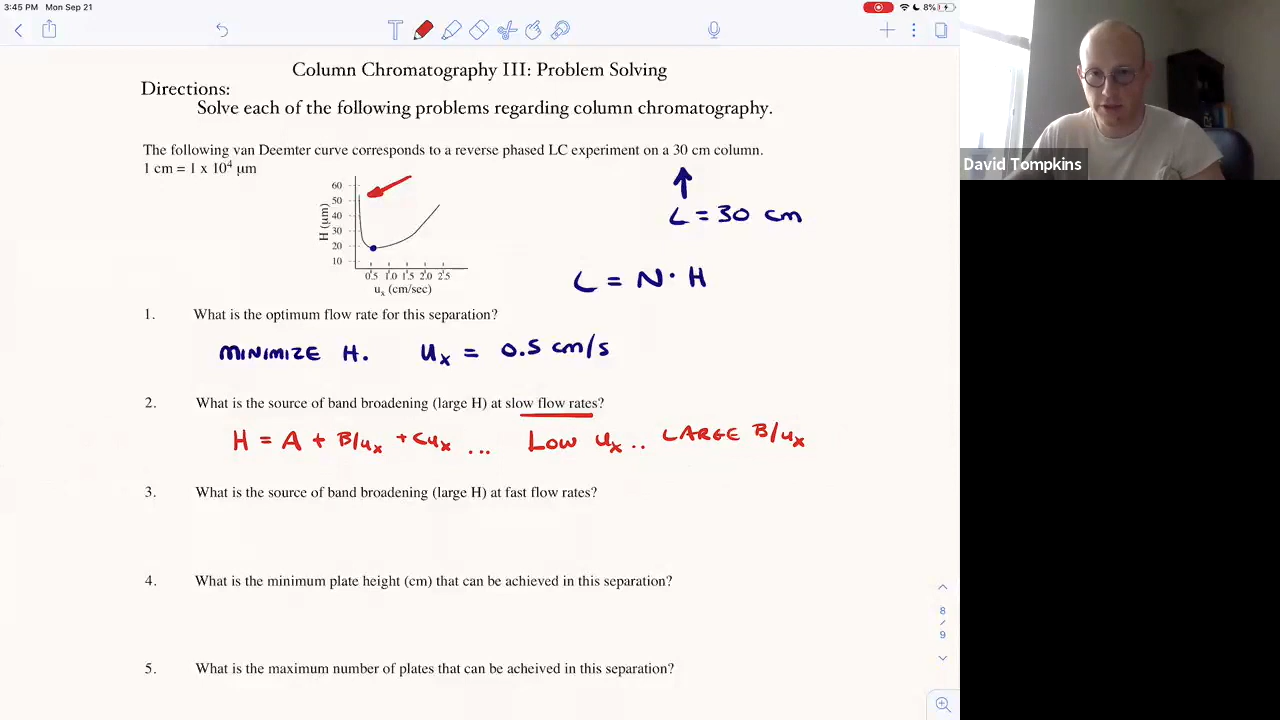 3:45 PM Mon Sep 21
8%
Column Chromatography III: Problem Solving
Directions:
Solve each of the following problems regarding column chromatography.
The following van Deemter curve corresponds to a reverse phased LC experiment on a 30 cm column.
1 cm = 1 x 10⁴ μm
60
50
40
30
20
10
H (μm)
0.5 1.0 1.5 2.0 2.5
uₓ (cm/sec)
L = 30 cm
L = N · H
1. What is the optimum flow rate for this separation?
MINIMIZE H. uₓ = 0.5 cm/s
2. What is the source of band broadening (large H) at slow flow rates?
H = A + B/uₓ + Cuₓ ... LOW uₓ .. LARGE B/uₓ
3. What is the source of band broadening (large H) at fast flow rates?
4. What is the minimum plate height (cm) that can be achieved in this separation?
5. What is the maximum number of plates that can be acheived in this separation?
8
/
9
David Tompkins